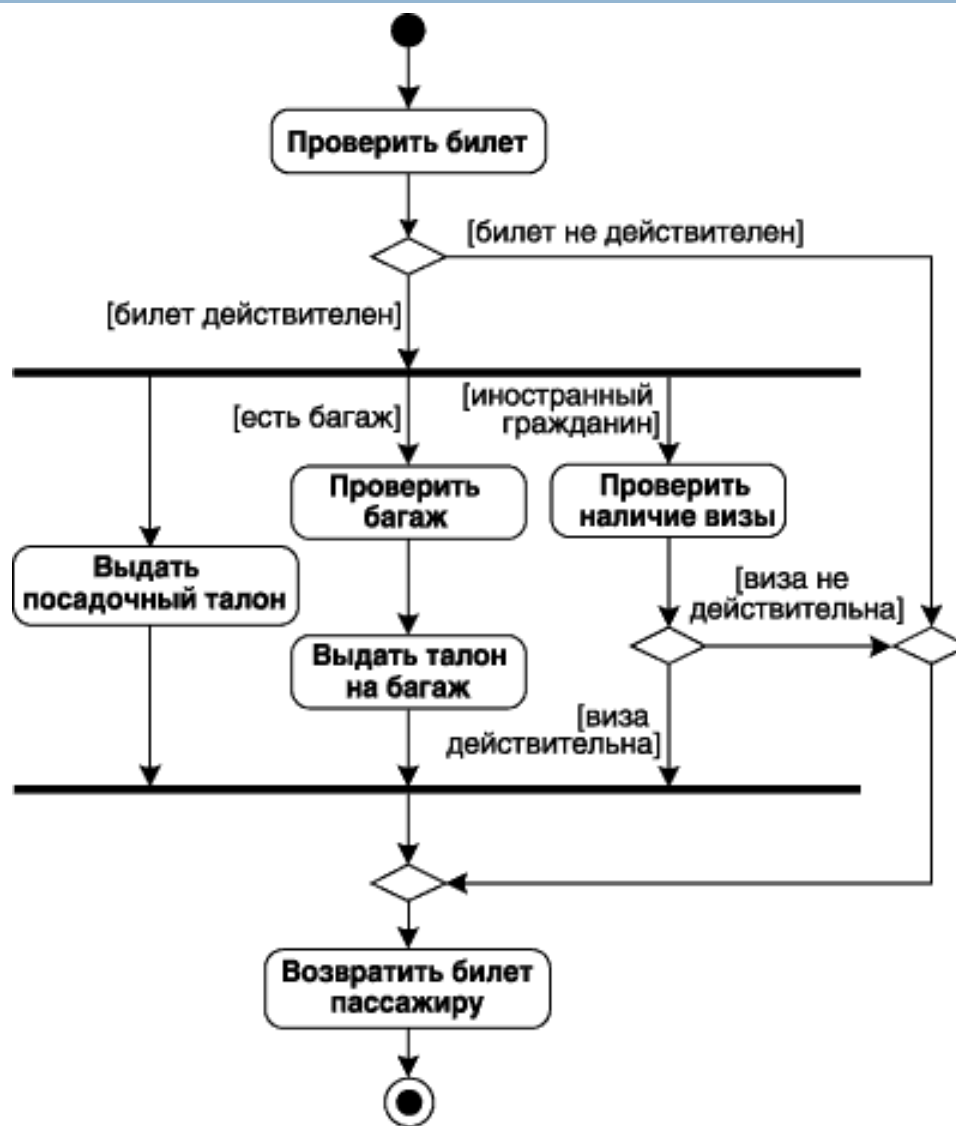 Проверить билет
[билет не действителен]
[билет действителен]
[есть багаж]
[иностранный
гражданин]
Проверить
багаж
Проверить
наличие визы
Выдать
посадочный талон
[виза не
действительна]
Выдать талон
на багаж
[виза
действительна]
Возвратить билет
пассажиру